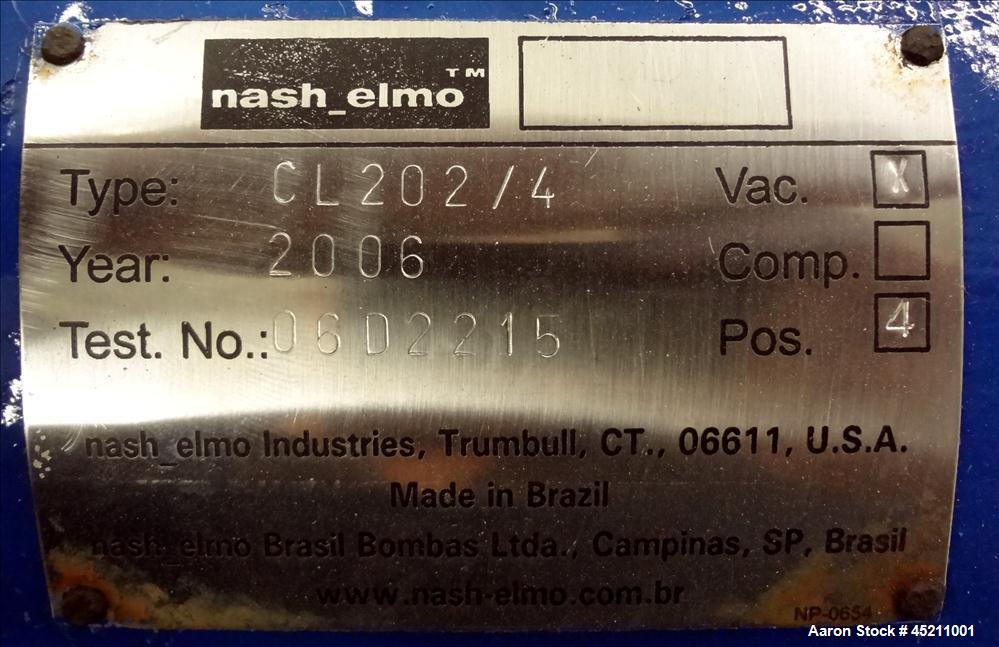 nash_elmo™
Type: CL202/4 Vac. X
Year: 2006 Comp.
Test. No.: 06D2215 Pos. 4
nash_elmo Industries, Trumbull, CT., 06611, U.S.A.
Made in Brazil
nash_elmo Brasil Bombas Ltda., Campinas, SP, Brasil
www.nash-elmo.com.br
NP-0654
Aaron Stock # 45211001